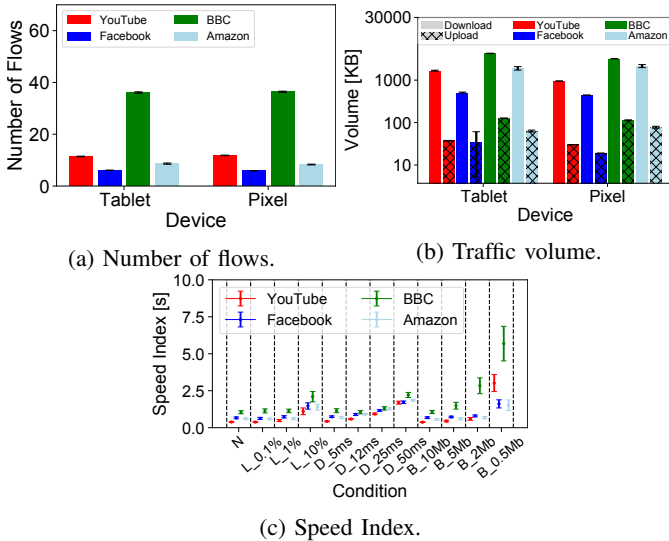 YouTube BBC
Facebook Amazon
60
40
20
0
Number of Flows
Tablet Pixel
Device
(a) Number of flows.
30000
1000
100
10
Volume [KB]
Download YouTube BBC
Upload Facebook Amazon
Tablet Pixel
Device
(b) Traffic volume.
10.0
7.5
5.0
2.5
0.0
Speed Index [s]
YouTube BBC
Facebook Amazon
N L_0.1% L_1% L_10% D_5ms D_12ms D_25ms D_50ms B_10Mb B_5Mb B_2Mb B_0.5Mb
Condition
(c) Speed Index.